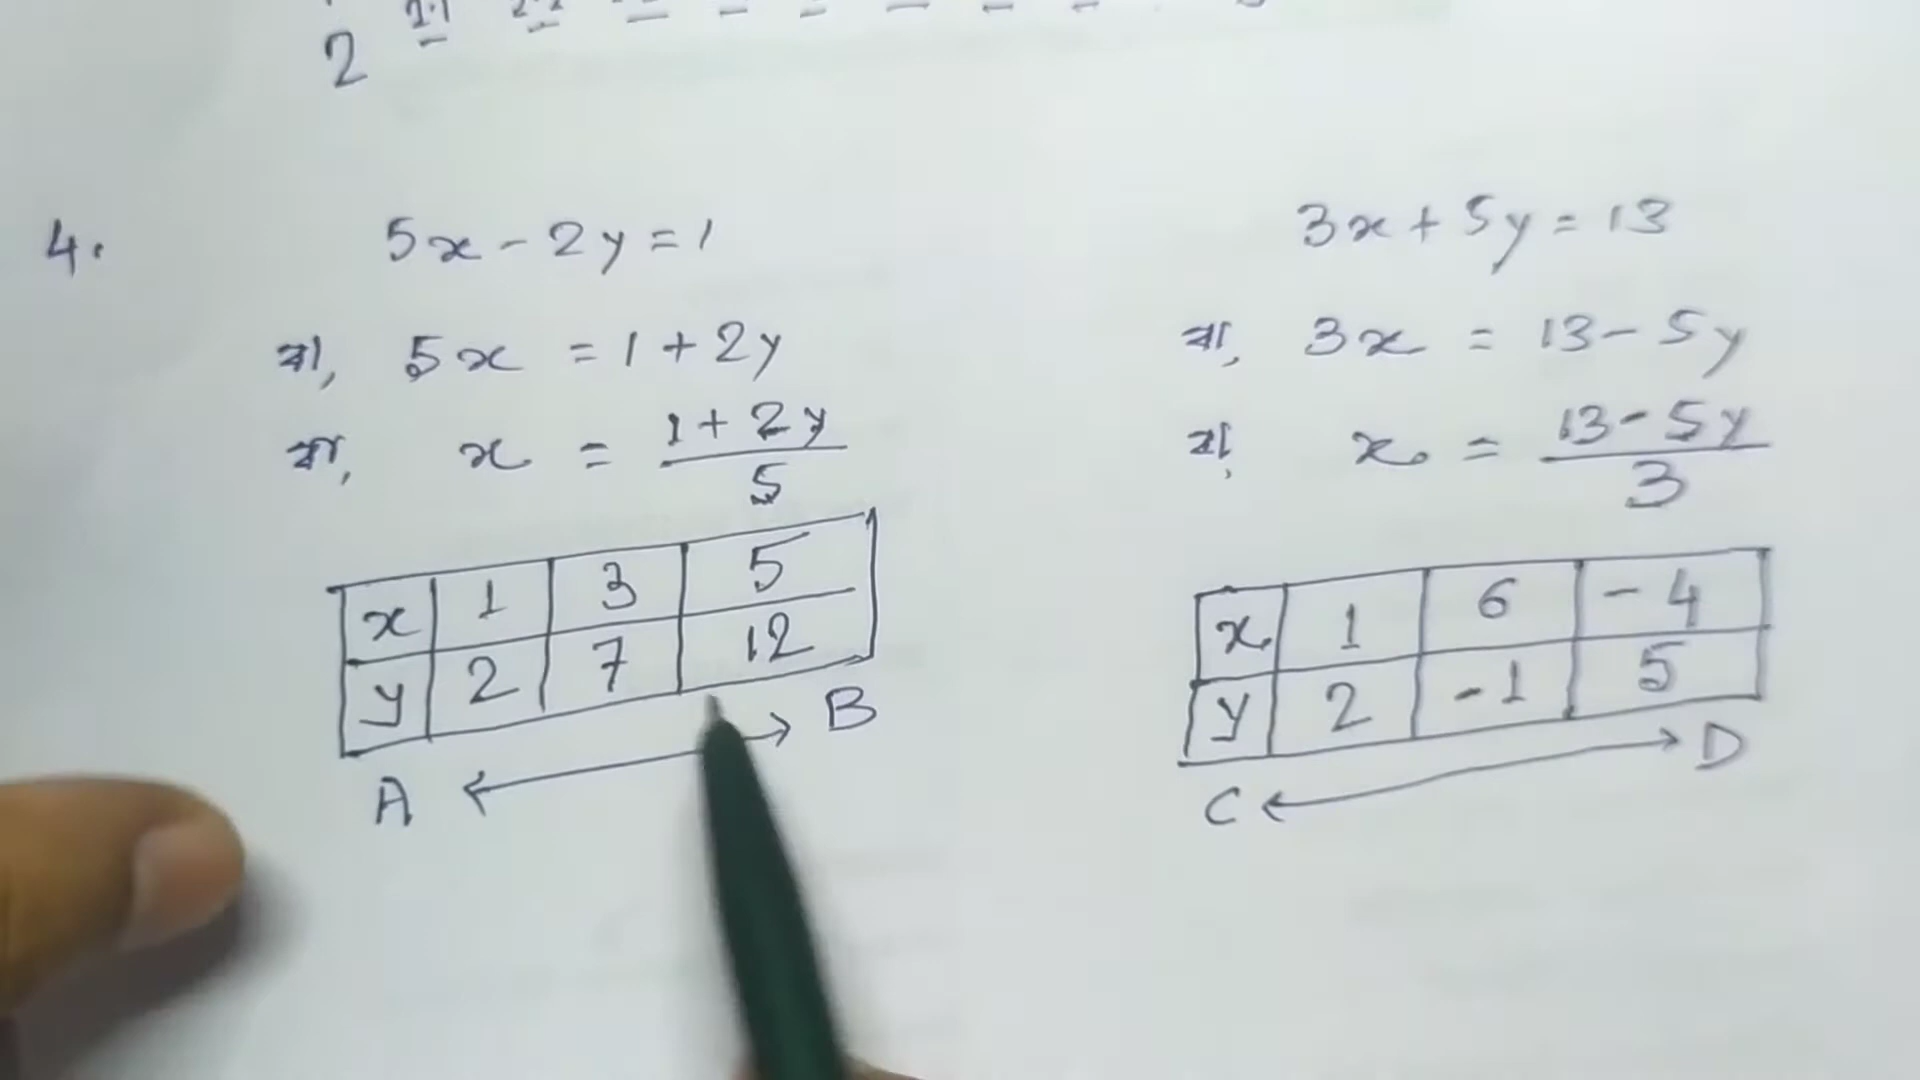 2
4. 5x - 2y = 1
বা, 5x = 1 + 2y
বা, x = (1 + 2y)/5
x 1 3 5
y 2 7 12
A ↔ B
3x + 5y = 13
বা, 3x = 13 - 5y
বা, x = (13 - 5y)/3
x 1 6 -4
y 2 -1 5
C ↔ D